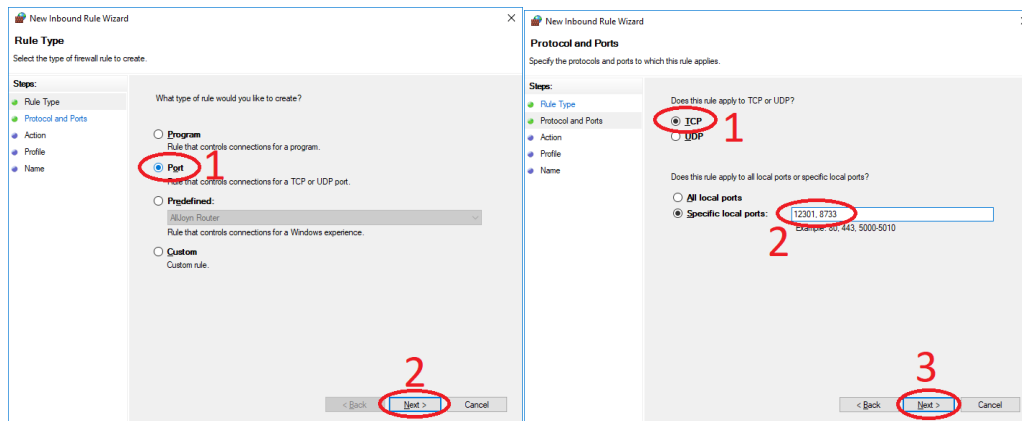 New Inbound Rule Wizard
Rule Type
Select the type of firewall rule to create.
Steps:
Rule Type
Protocol and Ports
Action
Profile
Name
What type of rule would you like to create?
Program
Rule that controls connections for a program.
Port
1
Rule that controls connections for a TCP or UDP port.
Predefined:
AllJoyn Router
Rule that controls connections for a Windows experience.
Custom
Custom rule.
2
< Back
Next >
Cancel
New Inbound Rule Wizard
Protocol and Ports
Specify the protocols and ports to which this rule applies.
Steps:
Rule Type
Protocol and Ports
Action
Profile
Name
Does this rule apply to TCP or UDP?
TCP
1
UDP
Does this rule apply to all local ports or specific local ports?
All local ports
Specific local ports:
12301, 8733
2
Example: 80, 443, 5000-5010
3
< Back
Next >
Cancel